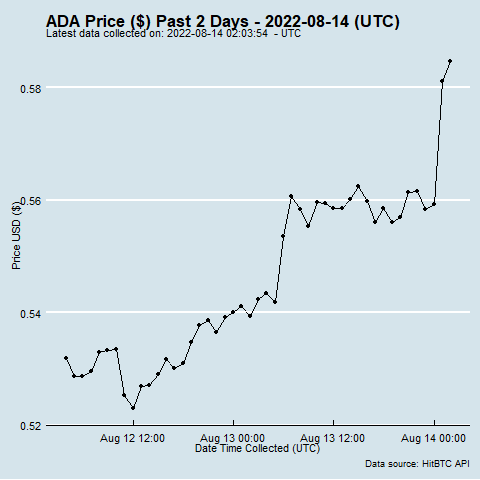 ADA Price ($) Past 2 Days - 2022-08-14 (UTC)
Latest data collected on: 2022-08-14 02:03:54 - UTC
0.58
0.56
0.54
0.52
Price USD ($)
Aug 12 12:00 Aug 13 00:00 Aug 13 12:00 Aug 14 00:00
Date Time Collected (UTC)
Data source: HitBTC API